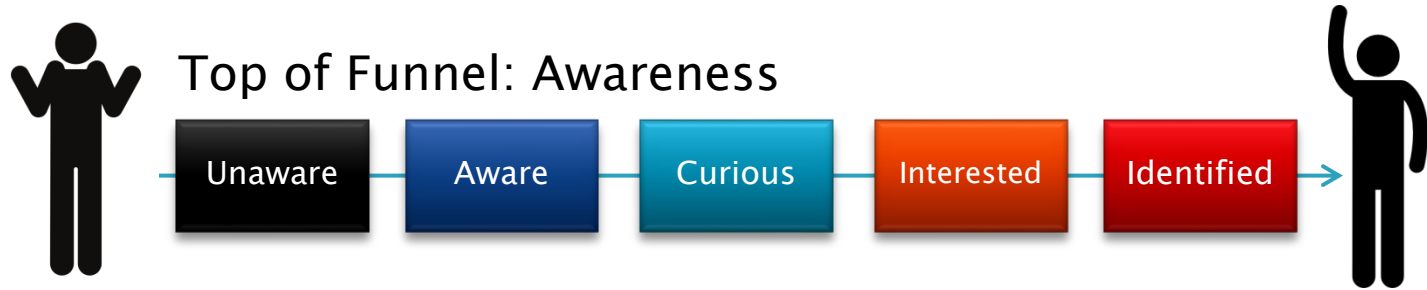 Top of Funnel: Awareness
Unaware
Aware
Curious
Interested
Identified